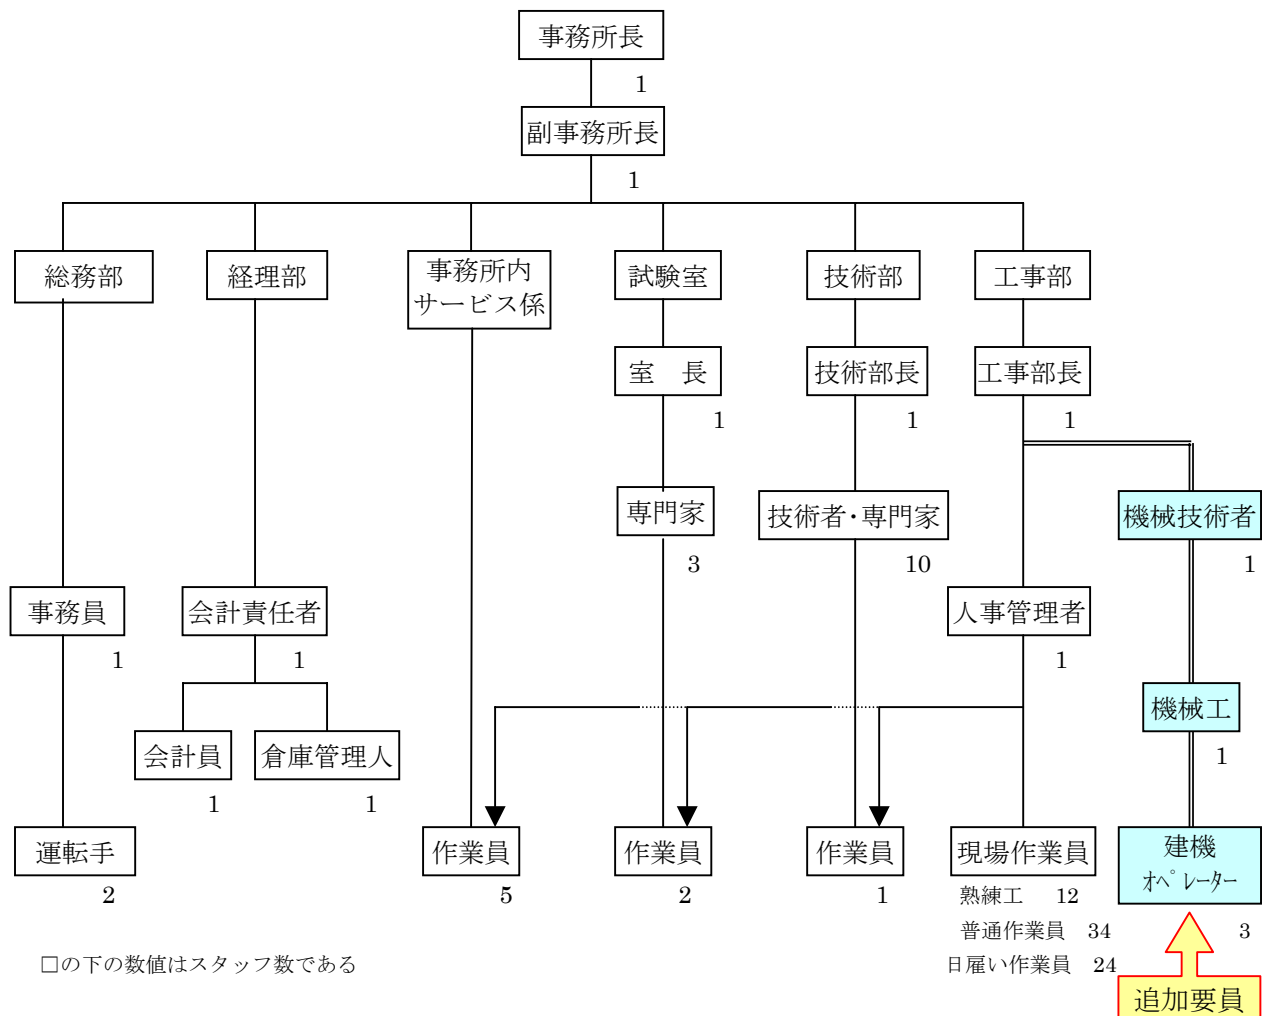 事務所長
1
副事務所長
1
総務部
経理部
事務所内
サービス係
試験室
技術部
工事部
室　長
1
技術部長
1
工事部長
1
専門家
3
技術者・専門家
10
機械技術者
1
事務員
1
会計責任者
1
人事管理者
1
機械工
1
会計員
1
倉庫管理人
1
運転手
2
作業員
5
作業員
2
作業員
1
現場作業員
熟練工　12
普通作業員　34
日雇い作業員　24
建機
ｵﾍﾟﾚｰﾀｰ
3
追加要員
□の下の数値はスタッフ数である